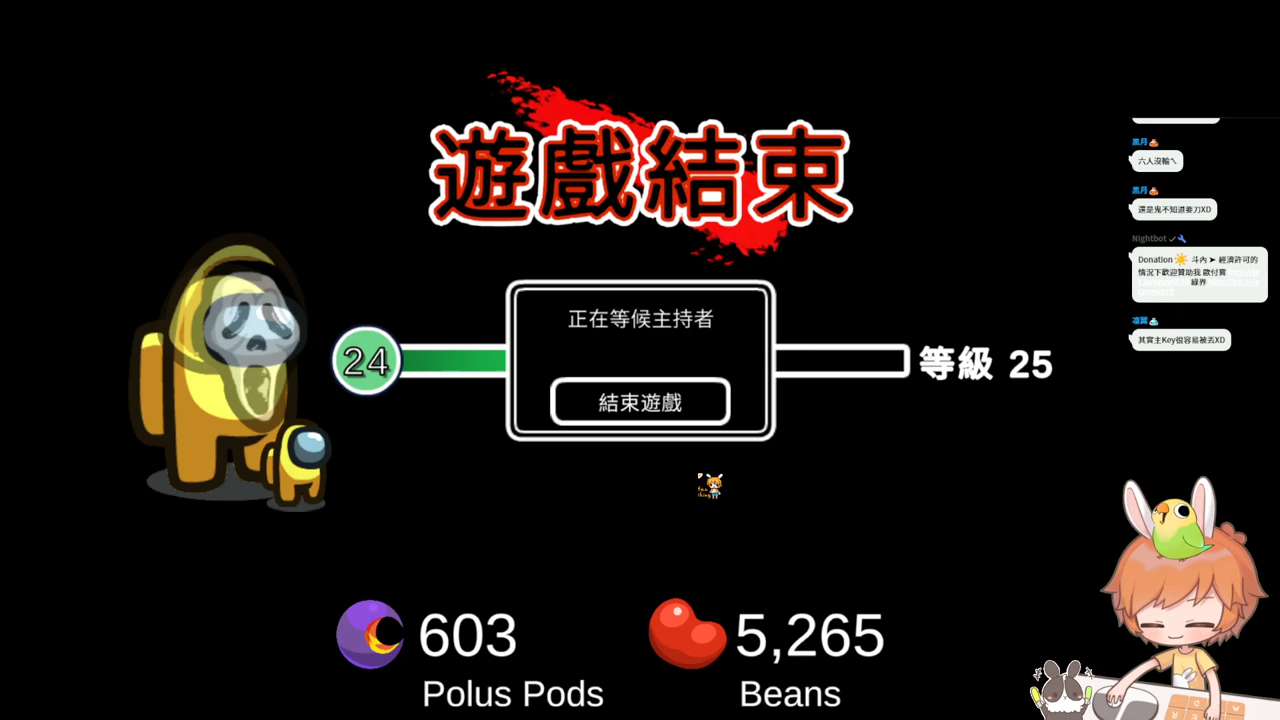 遊戲結束
正在等候主持者
24
等級 25
結束遊戲
603
Polus Pods
5,265
Beans
黑月
六人沒輸ㄟ
黑月
還是鬼不知道要刀XD
Nightbot
Donation ☀️ 斗內 ➤ 經濟許可的
情況下歡迎贊助我 歐付寶
綠界
凛翼
其實主Key很容易被丟XD